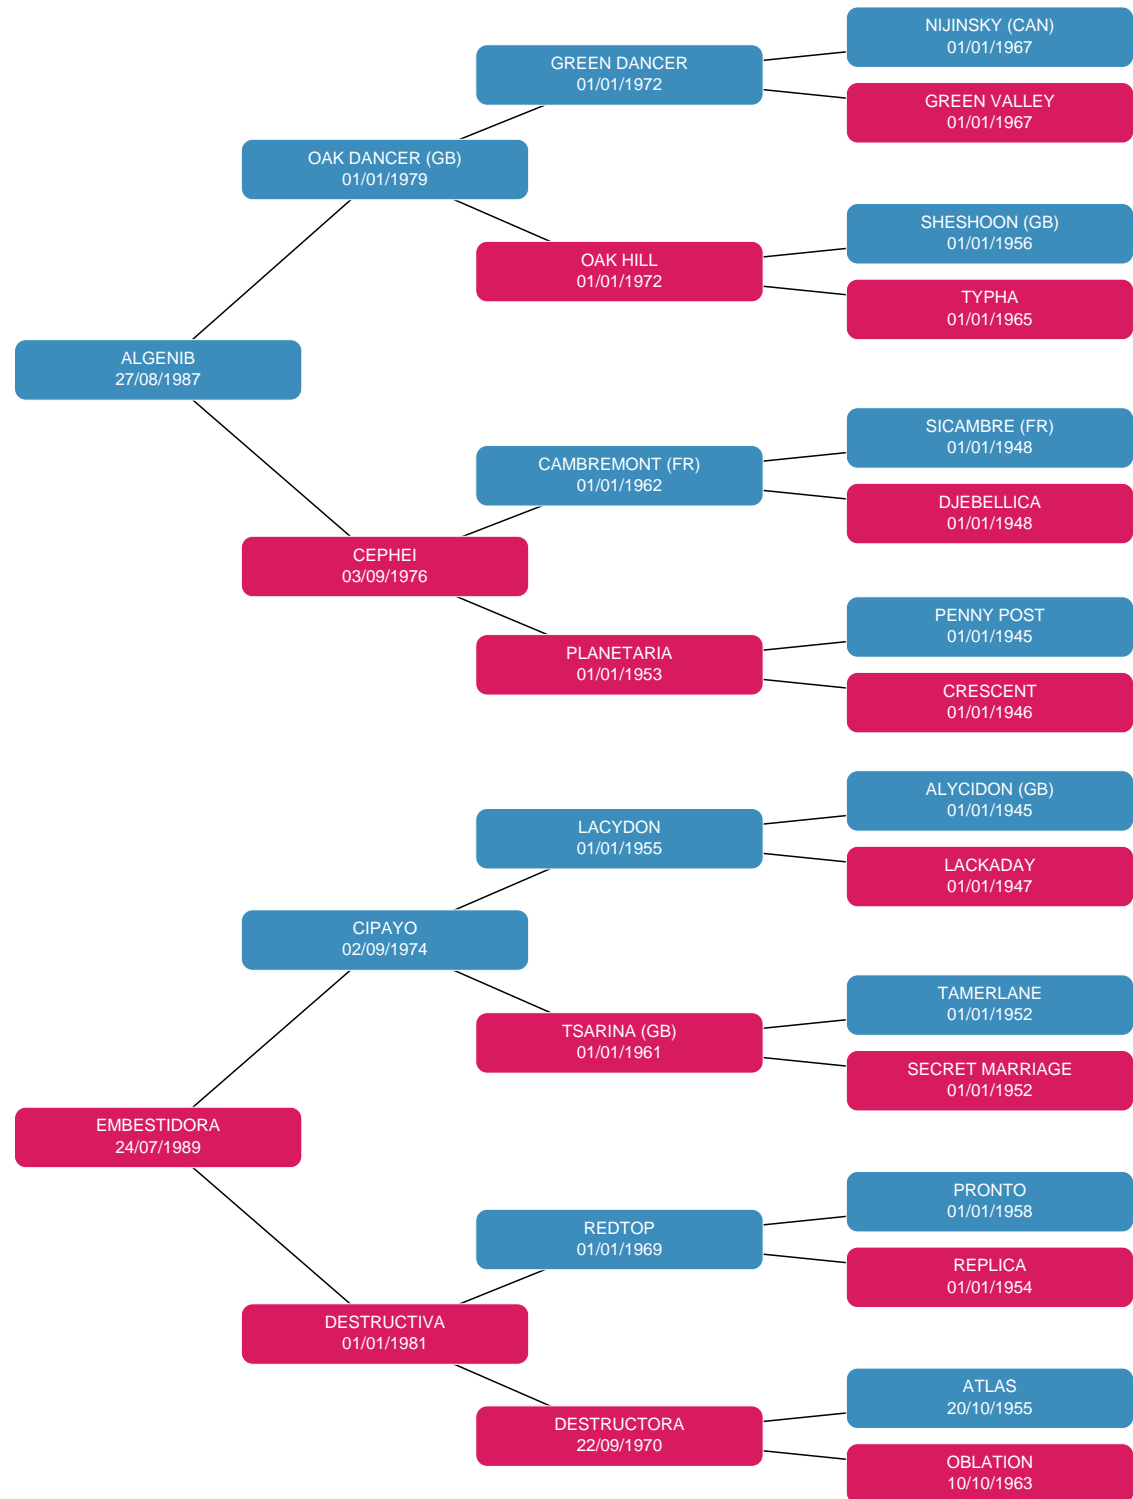 NIJINSKY (CAN)
01/01/1967
GREEN DANCER
01/01/1972
GREEN VALLEY
01/01/1967
OAK DANCER (GB)
01/01/1979
SHESHOON (GB)
01/01/1956
OAK HILL
01/01/1972
TYPHA
01/01/1965
ALGENIB
27/08/1987
SICAMBRE (FR)
01/01/1948
CAMBREMONT (FR)
01/01/1962
DJEBELLICA
01/01/1948
CEPHEI
03/09/1976
PENNY POST
01/01/1945
PLANETARIA
01/01/1953
CRESCENT
01/01/1946
ALYCIDON (GB)
01/01/1945
LACYDON
01/01/1955
LACKADAY
01/01/1947
CIPAYO
02/09/1974
TAMERLANE
01/01/1952
TSARINA (GB)
01/01/1961
SECRET MARRIAGE
01/01/1952
EMBESTIDORA
24/07/1989
PRONTO
01/01/1958
REDTOP
01/01/1969
REPLICA
01/01/1954
DESTRUCTIVA
01/01/1981
ATLAS
20/10/1955
DESTRUCTORA
22/09/1970
OBLATION
10/10/1963